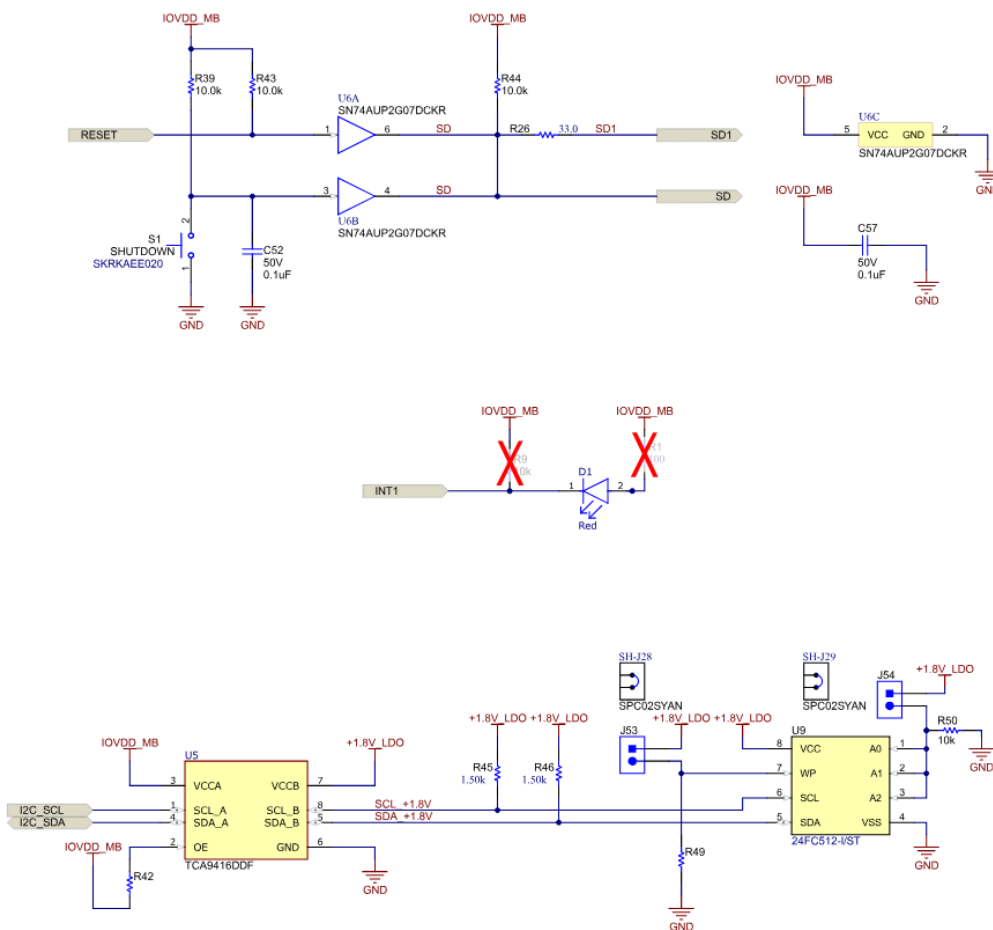 IOVDD_MB
IOVDD_MB
R39
10.0k
R43
10.0k
R44
10.0k
IOVDD_MB
U6A
SN74AUP2G07DCKR
RESET
1
6
SD
R26
33.0
SD1
SD1
U6C
5
VCC
GND
2
SN74AUP2G07DCKR
GND
3
4
SD
SD
U6B
SN74AUP2G07DCKR
IOVDD_MB
2
S1
SHUTDOWN
SKRKAEE020
1
C52
50V
0.1uF
C57
50V
0.1uF
GND
GND
GND
IOVDD_MB
IOVDD_MB
R9
R1
INT1
1
D1
2
Red
SH-J28
SPC02SYAN
SH-J29
SPC02SYAN
J54
+1.8V_LDO
+1.8V_LDO
+1.8V_LDO
J53
+1.8V_LDO
+1.8V_LDO
U9
R50
10k
GND
IOVDD_MB
U5
+1.8V_LDO
R45
1.50k
R46
1.50k
8
VCC
A0
1
7
WP
A1
2
6
SCL
A2
3
5
SDA
VSS
4
24FC512-I/ST
GND
3
VCCA
VCCB
7
I2C_SCL
1
SCL_A
SCL_B
8
SCL_+1.8V
I2C_SDA
4
SDA_A
SDA_B
5
SDA_+1.8V
IOVDD_MB
2
OE
GND
6
TCA9416DDF
R42
GND
R49
GND